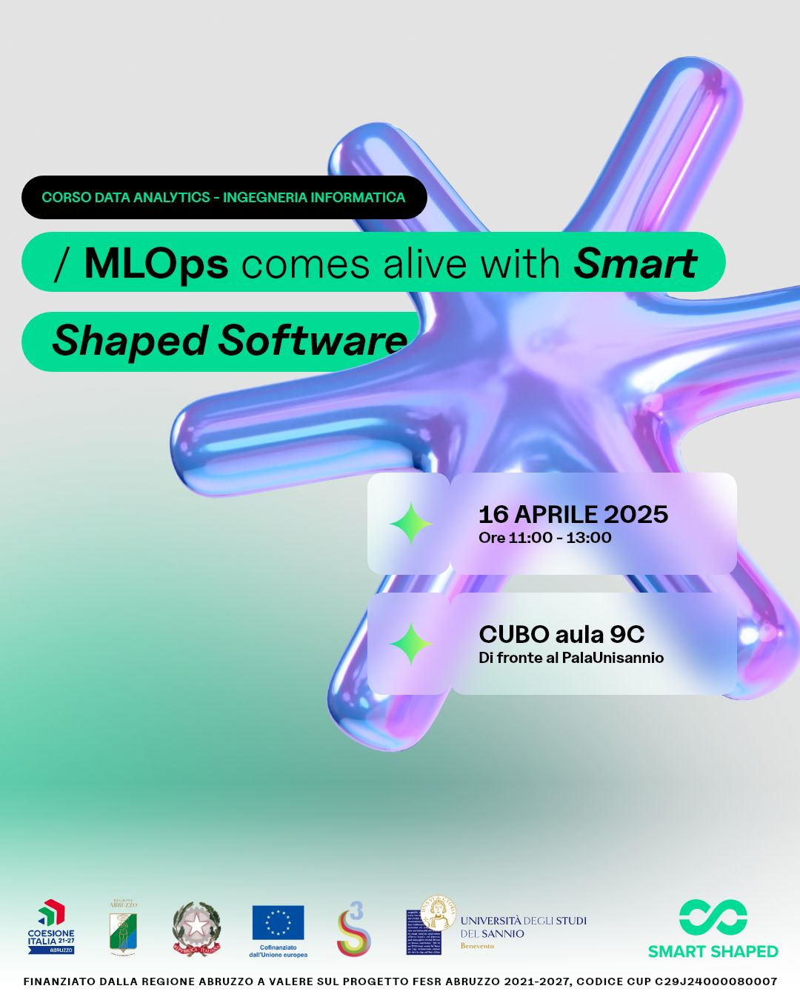 CORSO DATA ANALYTICS - INGEGNERIA INFORMATICA
/ MLOps comes alive with Smart
Shaped Software
16 APRILE 2025
Ore 11:00 - 13:00
CUBO aula 9C
Di fronte al PalaUnisannio
COESIONE
ITALIA 21-27
ABRUZZO
REGIONE
ABRUZZO
REPVBBLICA ITALIANA
Cofinanziato
dall'Unione europea
S3
UNIVERSITÀ DEGLI STUDI
DEL SANNIO
Benevento
SMART SHAPED
FINANZIATO DALLA REGIONE ABRUZZO A VALERE SUL PROGETTO FESR ABRUZZO 2021-2027, CODICE CUP C29J24000080007